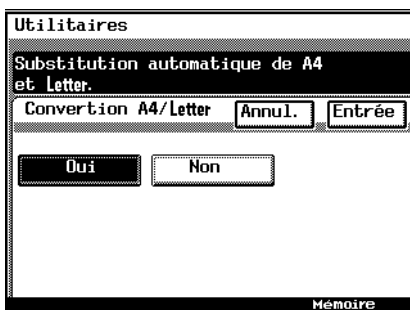 Utilitaires
Substitution automatique de A4
et Letter.
Convertion A4/Letter Annul. Entrée
Oui Non
Mémoire